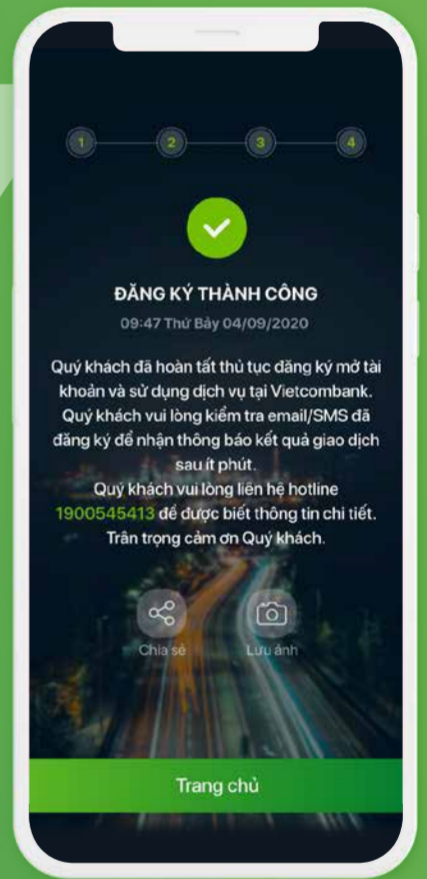 1 2 3 4
ĐĂNG KÝ THÀNH CÔNG
09:47 Thứ Bảy 04/09/2020
Quý khách đã hoàn tất thủ tục đăng ký mở tài
khoản và sử dụng dịch vụ tại Vietcombank.
Quý khách vui lòng kiểm tra email/SMS đã
đăng ký để nhận thông báo kết quả giao dịch
sau ít phút.
Quý khách vui lòng liên hệ hotline
1900545413 để được biết thông tin chi tiết.
Trân trọng cảm ơn Quý khách.
Chia sẻ Lưu ảnh
Trang chủ